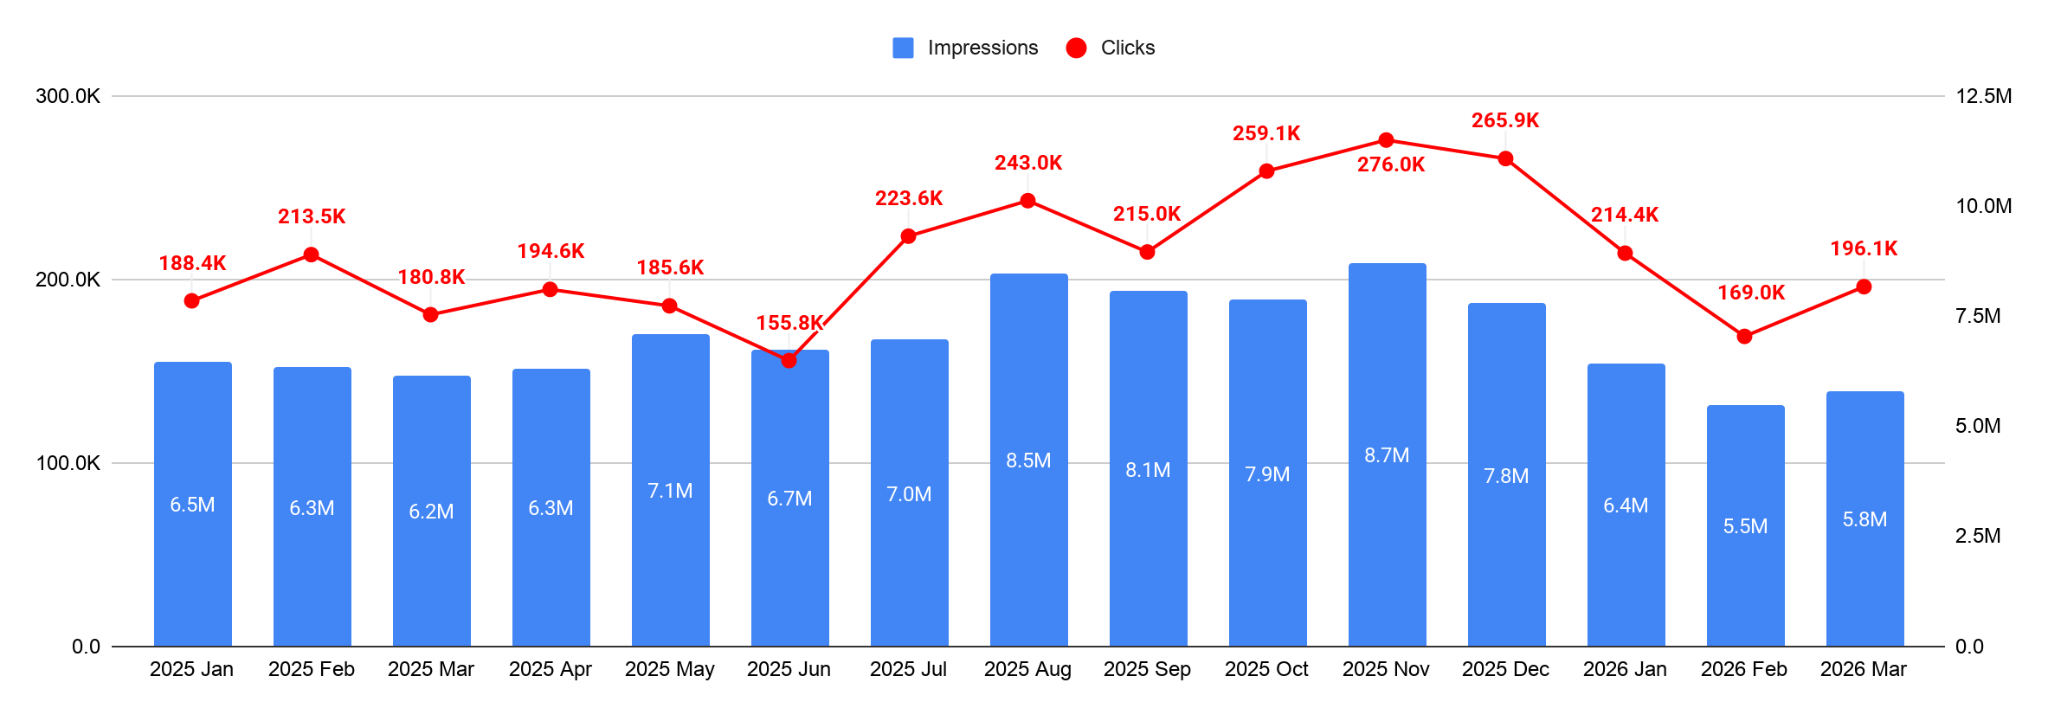 Impressions Clicks
300.0K 12.5M
265.9K
259.1K
276.0K
243.0K
223.6K
10.0M
213.5K 215.0K 214.4K
194.6K 196.1K
188.4K 185.6K
180.8K
200.0K
169.0K
155.8K 7.5M
5.0M
100.0K
6.5M 6.3M 6.2M 6.3M 7.1M 6.7M 7.0M 8.5M 8.1M 7.9M 8.7M 7.8M 6.4M 5.5M 5.8M
2.5M
0.0 0.0
2025 Jan 2025 Feb 2025 Mar 2025 Apr 2025 May 2025 Jun 2025 Jul 2025 Aug 2025 Sep 2025 Oct 2025 Nov 2025 Dec 2026 Jan 2026 Feb 2026 Mar